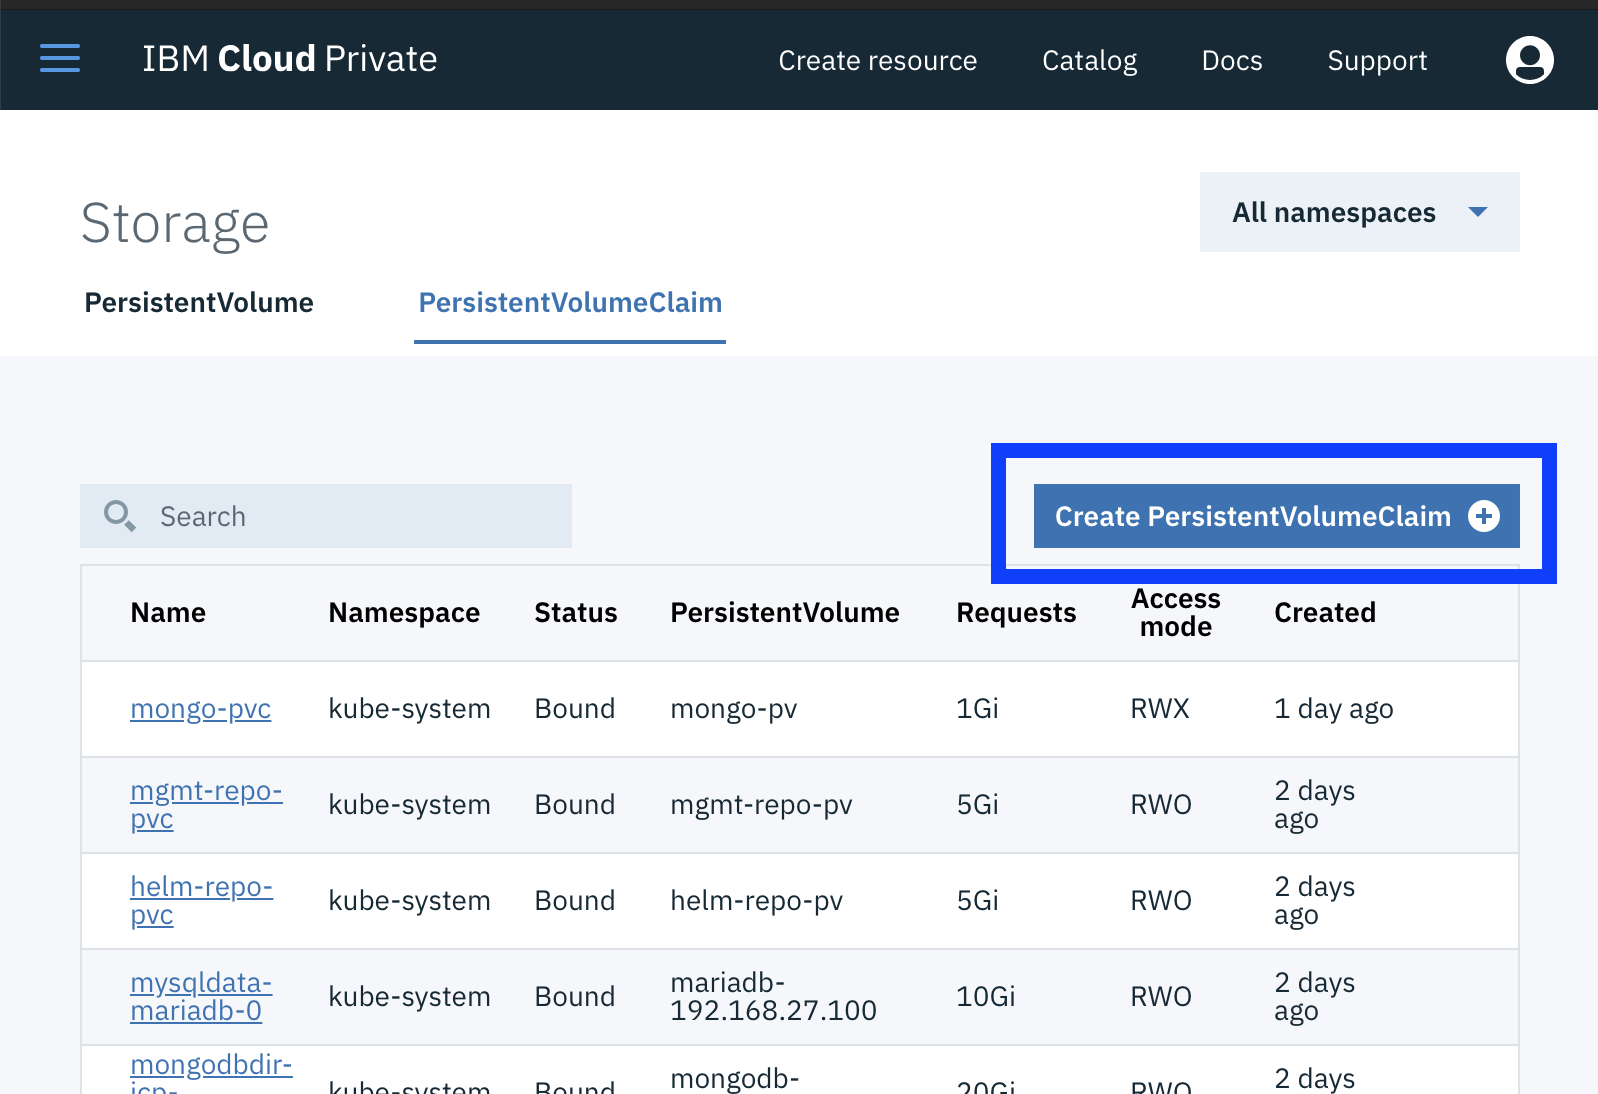 IBM Cloud Private
Create resource
Catalog
Docs
Support
Storage
All namespaces
PersistentVolume
PersistentVolumeClaim
Search
Create PersistentVolumeClaim
Name
Namespace
Status
PersistentVolume
Requests
Access
mode
Created
mongo-pvc
kube-system
Bound
mongo-pv
1Gi
RWX
1 day ago
mgmt-repo-
pvc
kube-system
Bound
mgmt-repo-pv
5Gi
RWO
2 days
ago
helm-repo-
pvc
kube-system
Bound
helm-repo-pv
5Gi
RWO
2 days
ago
mysqldata-
mariadb-0
kube-system
Bound
mariadb-
192.168.27.100
10Gi
RWO
2 days
ago
mongodbdir-
icp-
kube-system
Bound
mongodb-
20Gi
RWO
2 days